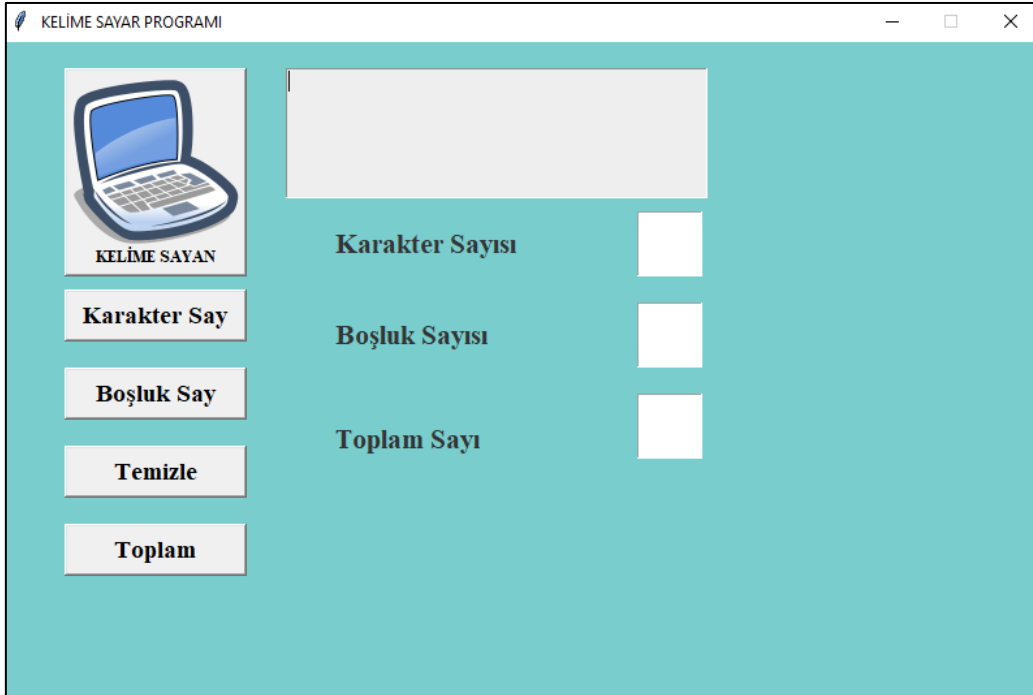 KELİME SAYAR PROGRAMI
KELİME SAYAN
Karakter Say
Boşluk Say
Temizle
Toplam
Karakter Sayısı
Boşluk Sayısı
Toplam Sayı